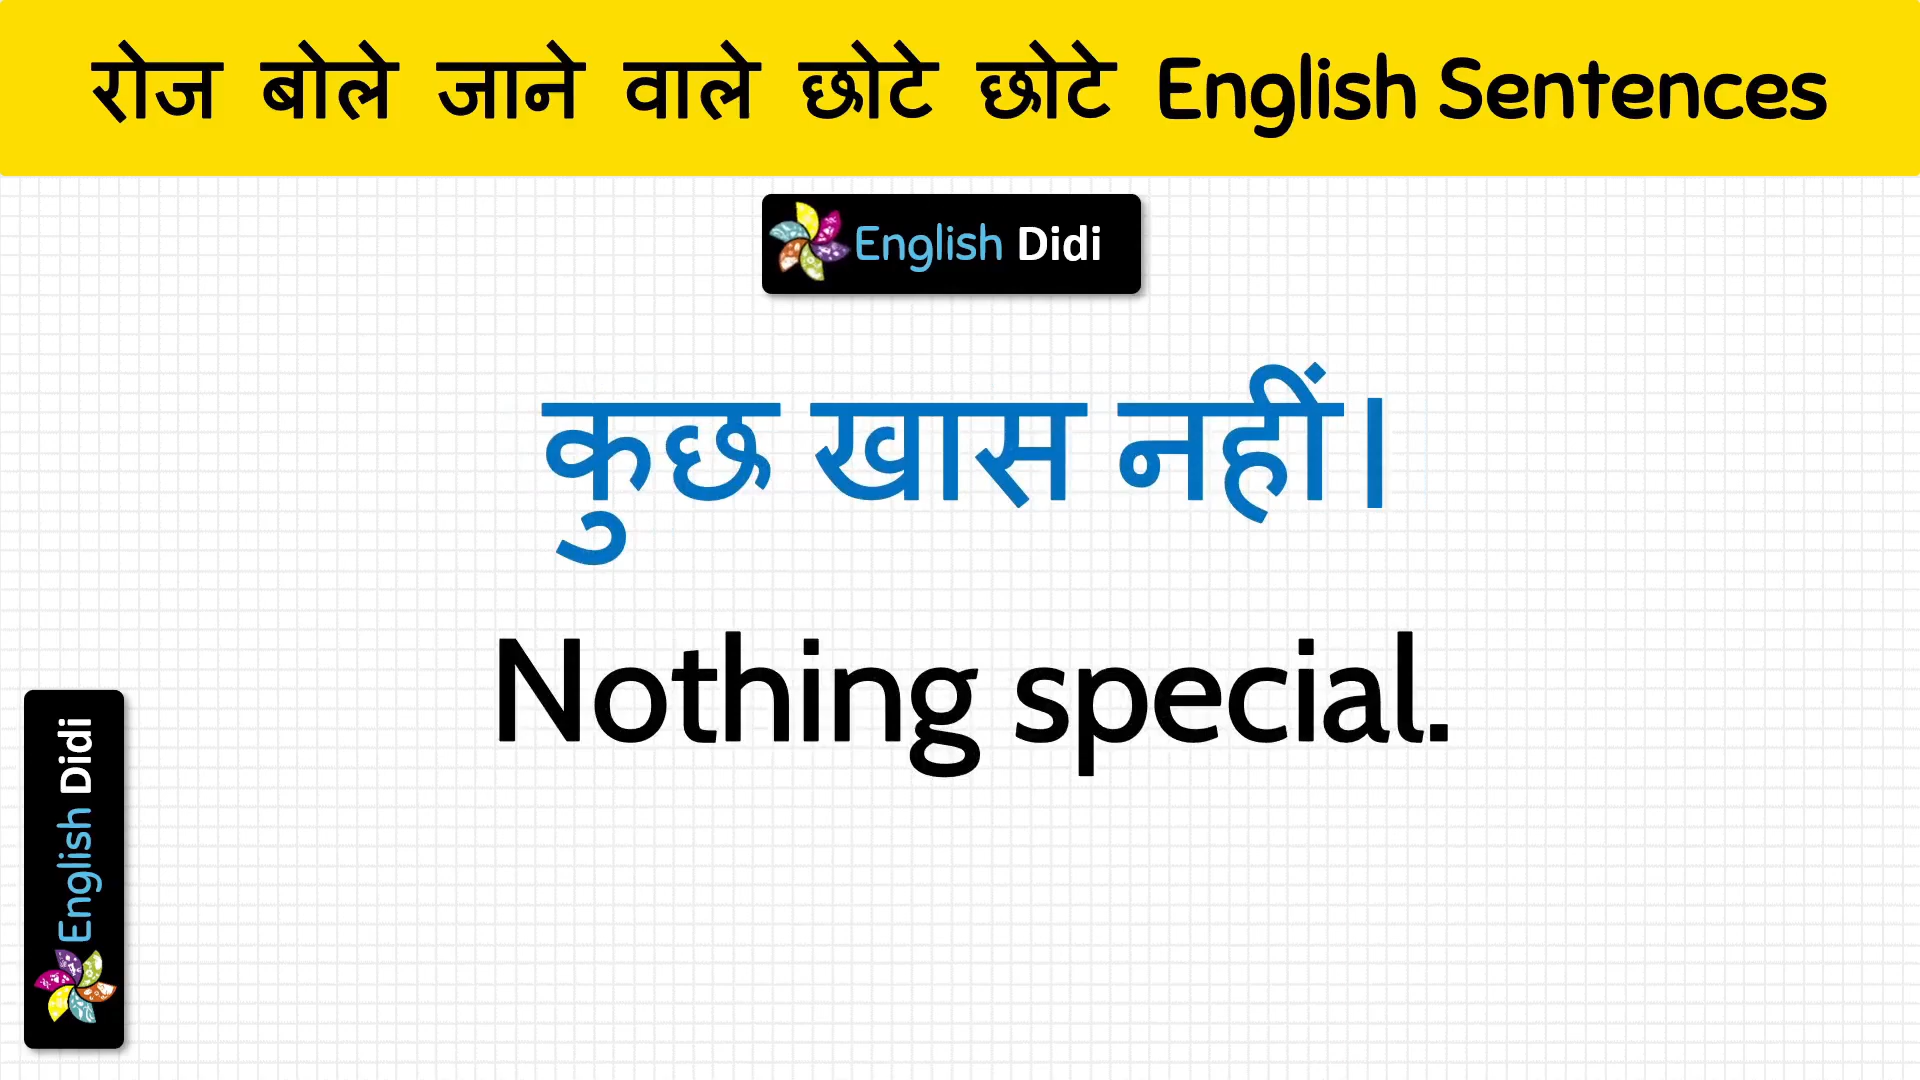 रोज बोले जाने वाले छोटे छोटे English Sentences
English Didi
कुछ खास नहीं।
Nothing special.
English Didi